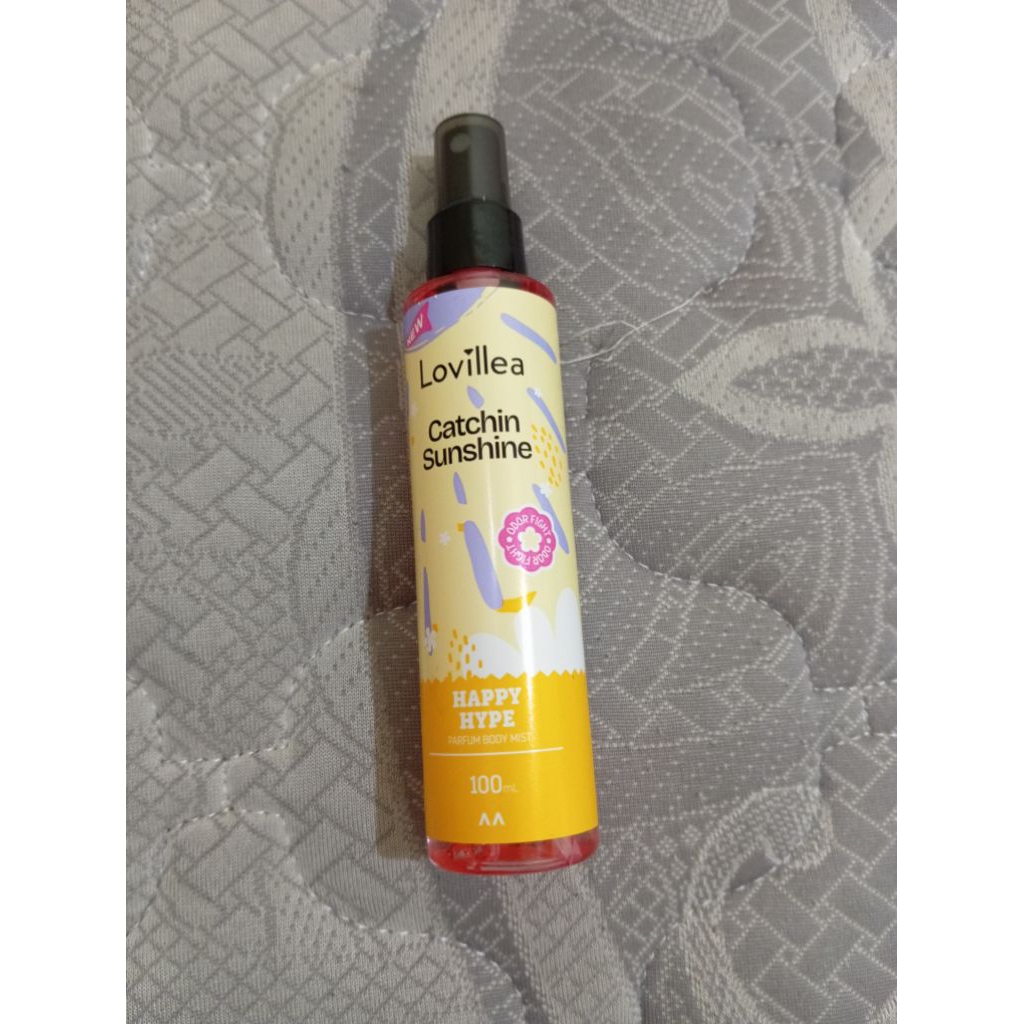 NEW
Lovillea
Catchin
Sunshine
ODOR FIGHT • ODOR FIGHT •
HAPPY
HYPE
PARFUM BODY MIST
100mL